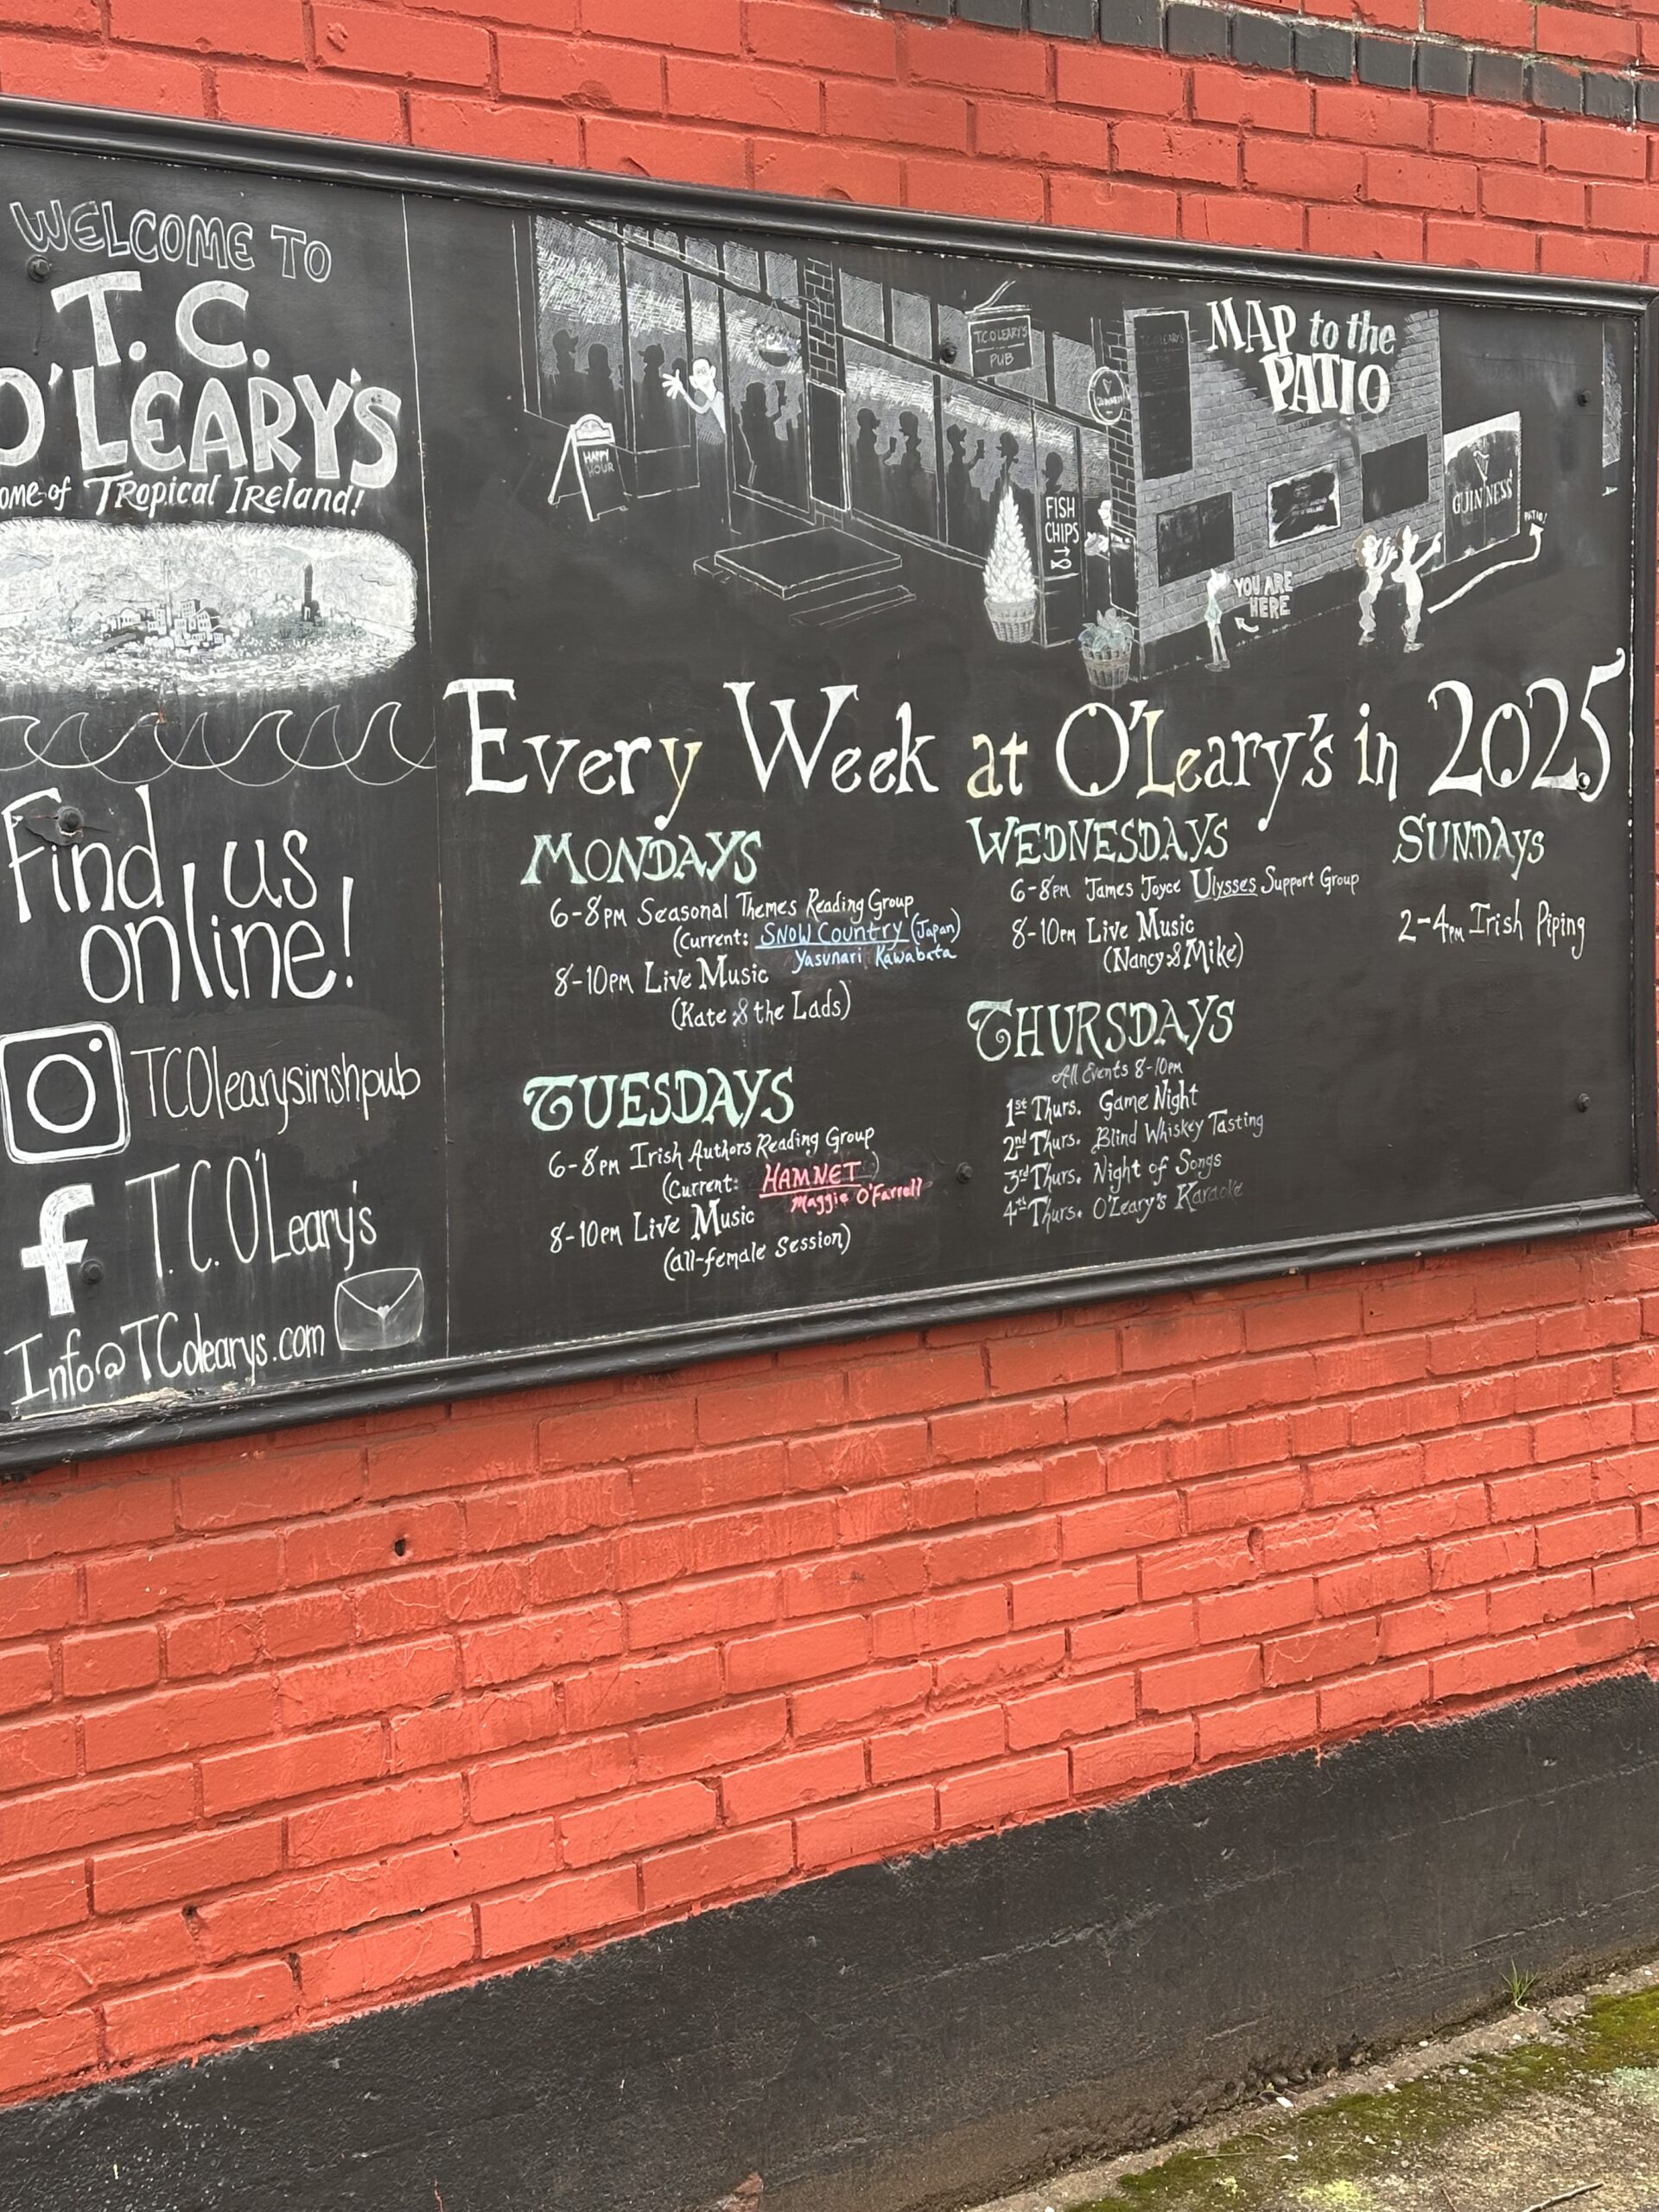 WELCOME TO
T. C.
O'LEARY'S
ome of Tropical Ireland!
Find us
online!
TCOlearysirishpub
T.C. O'Leary's
Info@TColearys.com
HAPPY
HOUR
T.C. O'LEARY'S
PUB
GUINNESS
FISH
CHIPS
T.C. O'LEARY'S
MAP to the
PATIO
YOU ARE
HERE
GUINNESS
PATIO!
Every Week at O'Leary's in 2025
MONDAYS
6-8PM Seasonal Themes Reading Group
(Current: SNOW COUNTRY (Japan)
Yasunari Kawabata
8-10PM Live Music
(Kate & the Lads)
TUESDAYS
6-8PM Irish Authors Reading Group
(Current: HAMNET )
Maggie O'Farrell
8-10PM Live Music
(all-female Session)
WEDNESDAYS
6-8PM James Joyce Ulysses Support Group
8-10PM Live Music
(Nancy & Mike)
THURSDAYS
All Events 8-10PM
1st Thurs. Game Night
2nd Thurs. Blind Whiskey Tasting
3rd Thurs. Night of Songs
4th Thurs. O'Leary's Karaoke
SUNDAYS
2-4PM Irish Piping